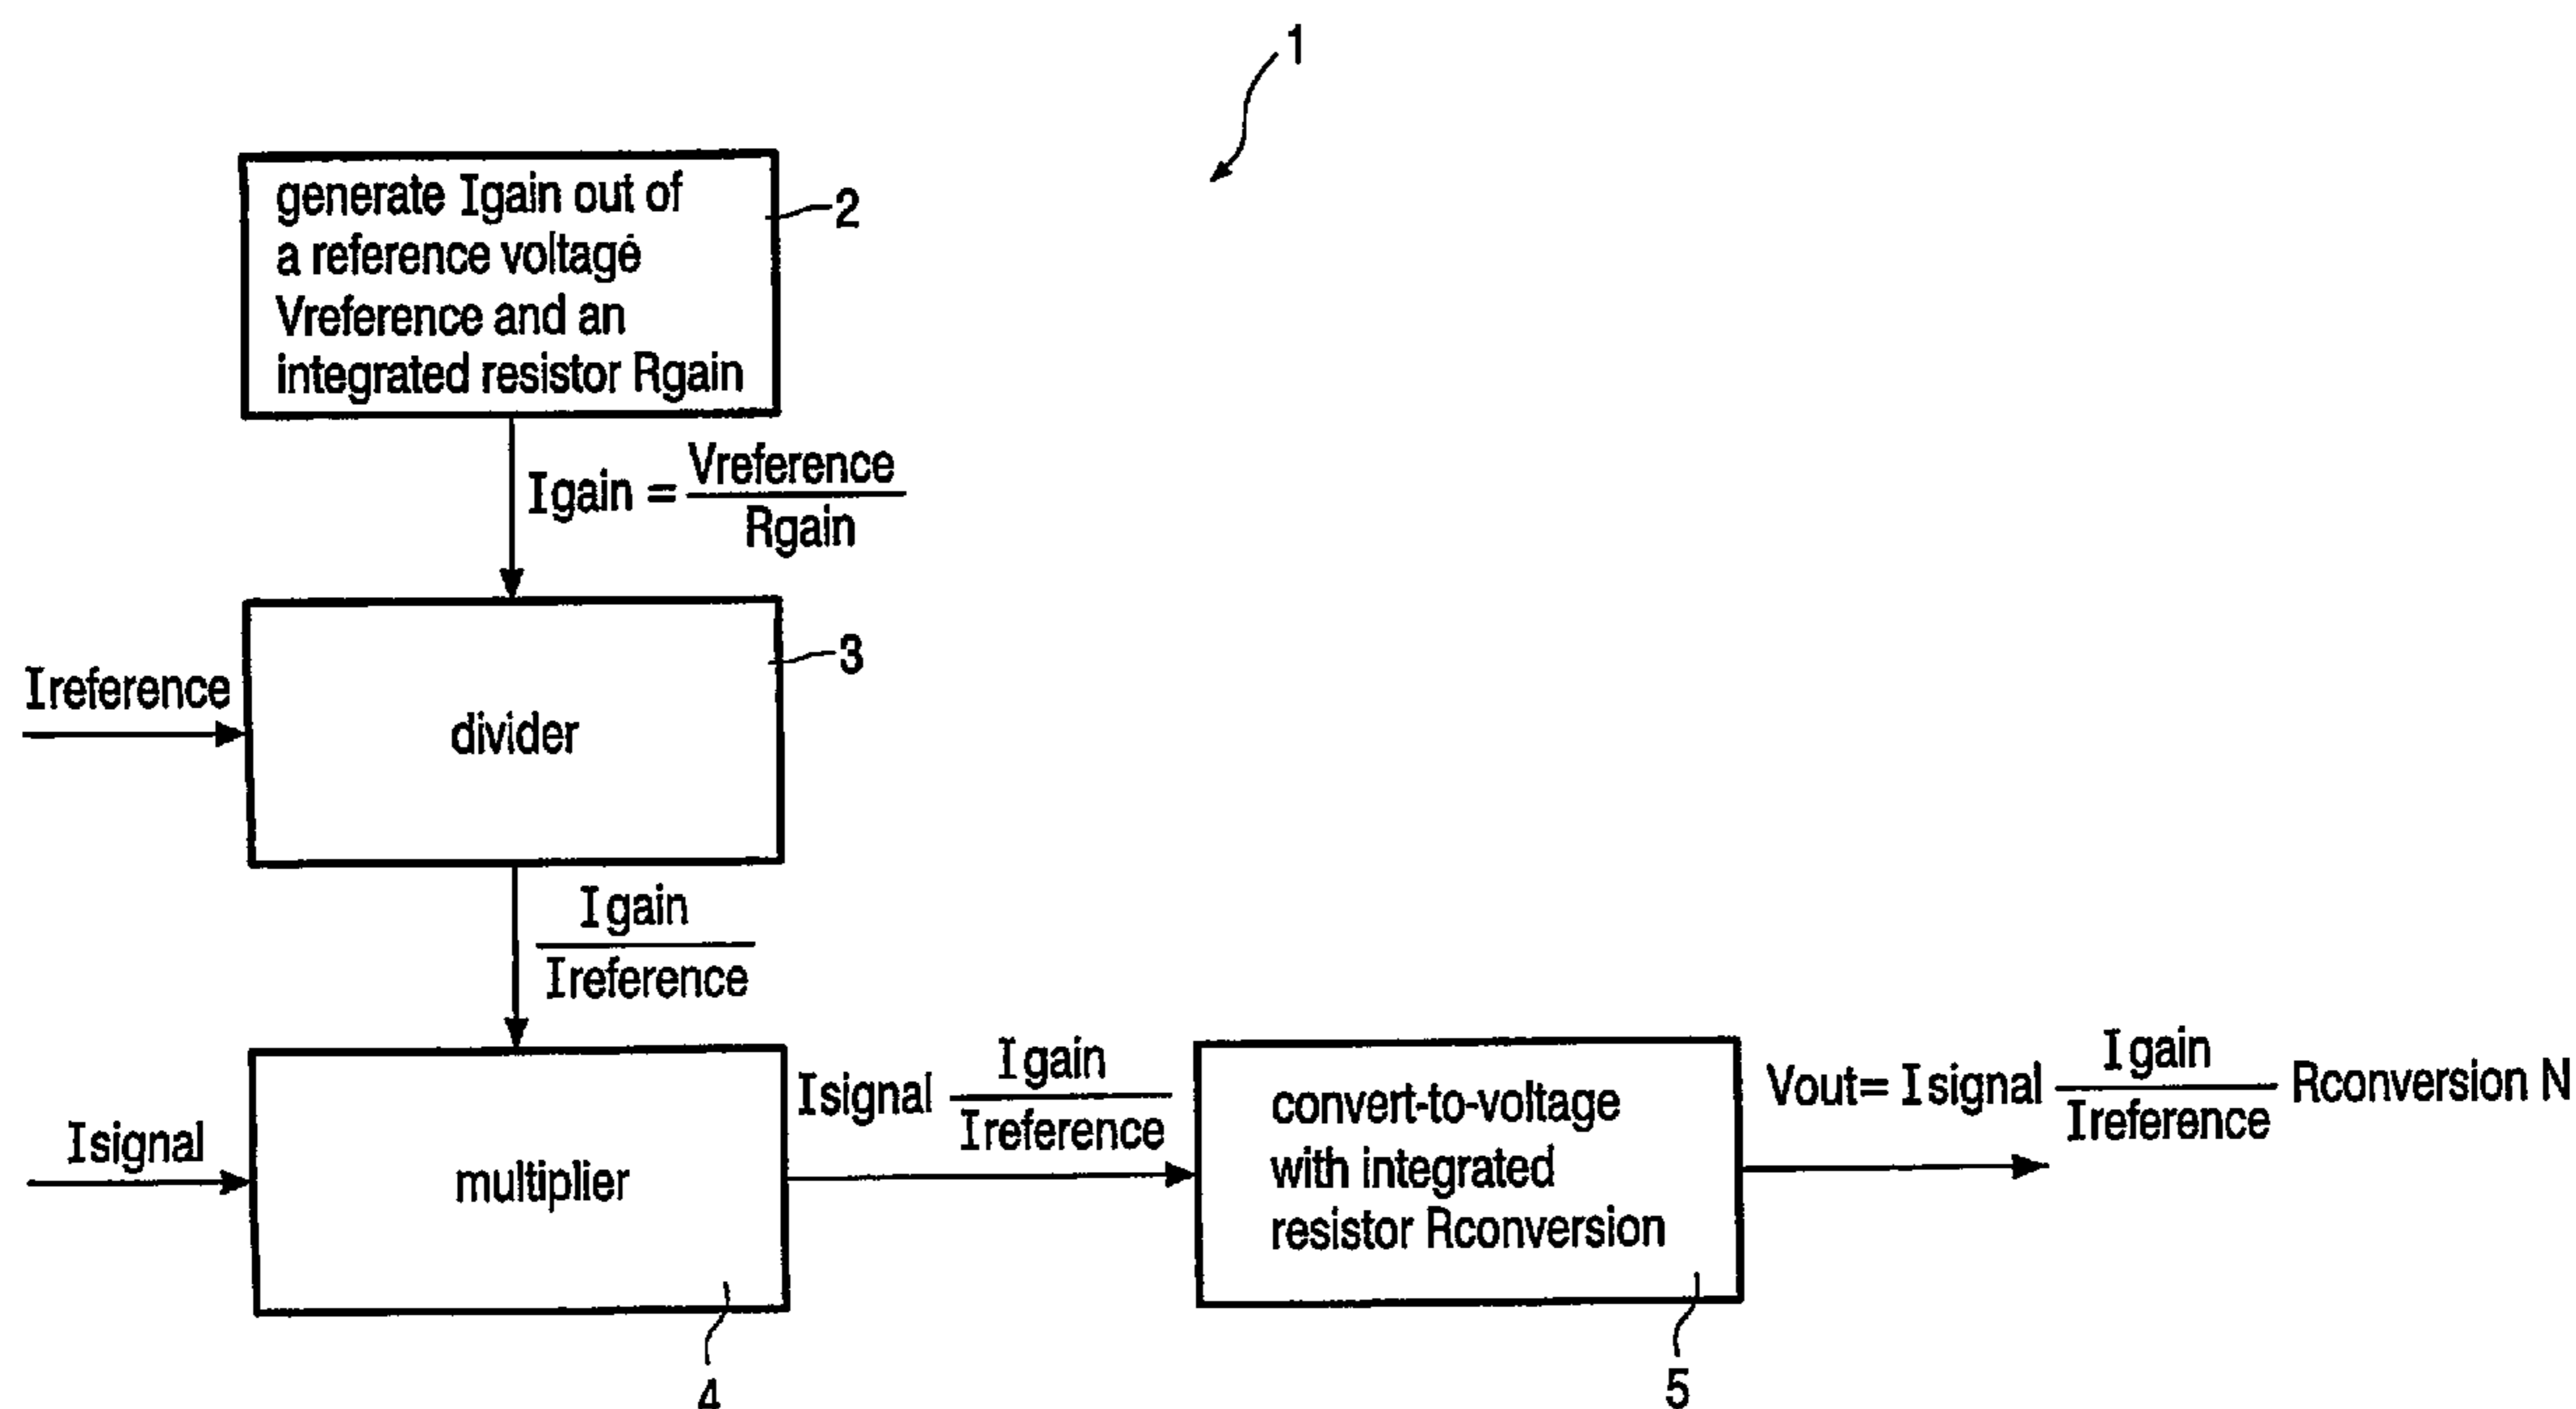 1
generate Igain out of
a reference voltage
Vreference and an
integrated resistor Rgain
2
Igain = Vreference
Rgain
Ireference
divider
3
Igain
Ireference
Isignal
multiplier
4
Isignal Igain
Ireference
convert-to-voltage
with integrated
resistor Rconversion
5
Vout= Isignal Igain Rconversion N
Ireference